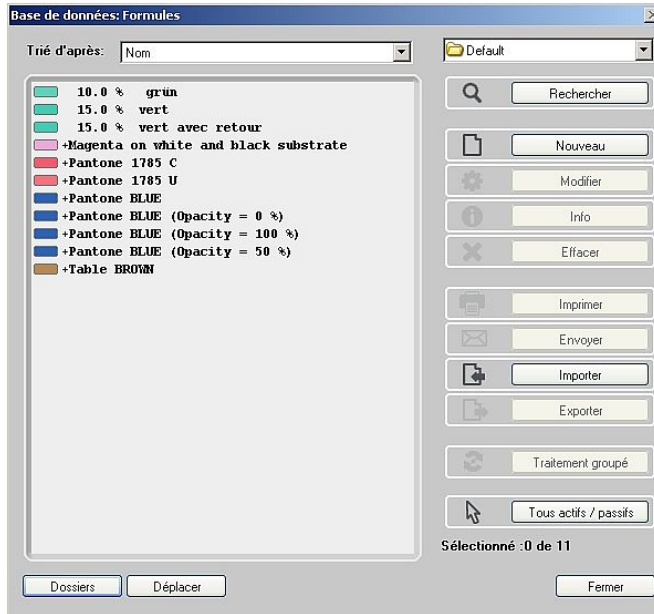 Base de données: Formules
Trié d'après: Nom
Default
10.0 % grün
15.0 % vert
15.0 % vert avec retour
+Magenta on white and black substrate
+Pantone 1785 C
+Pantone 1785 U
+Pantone BLUE
+Pantone BLUE (Opacity = 0 %)
+Pantone BLUE (Opacity = 100 %)
+Pantone BLUE (Opacity = 50 %)
+Table BROWN
Rechercher
Nouveau
Modifier
Info
Effacer
Imprimer
Envoyer
Importer
Exporter
Traitement groupé
Tous actifs / passifs
Sélectionné :0 de 11
Dossiers
Déplacer
Fermer